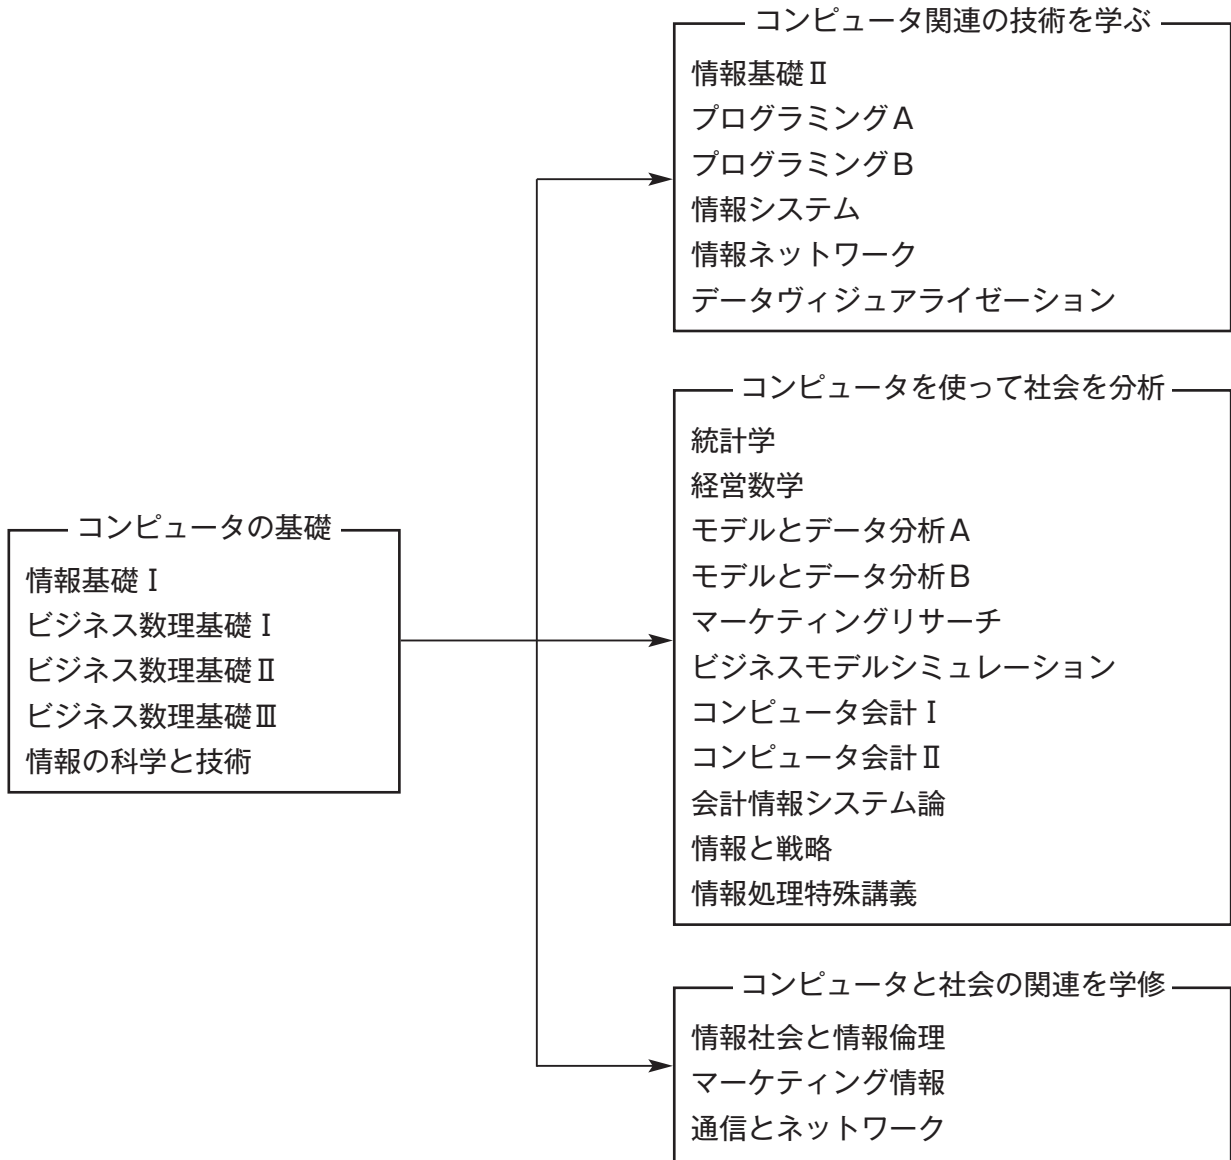 コンピュータの基礎
情報基礎Ⅰ
ビジネス数理基礎Ⅰ
ビジネス数理基礎Ⅱ
ビジネス数理基礎Ⅲ
情報の科学と技術
コンピュータ関連の技術を学ぶ
情報基礎Ⅱ
プログラミングA
プログラミングB
情報システム
情報ネットワーク
データヴィジュアライゼーション
コンピュータを使って社会を分析
統計学
経営数学
モデルとデータ分析A
モデルとデータ分析B
マーケティングリサーチ
ビジネスモデルシミュレーション
コンピュータ会計Ⅰ
コンピュータ会計Ⅱ
会計情報システム論
情報と戦略
情報処理特殊講義
コンピュータと社会の関連を学修
情報社会と情報倫理
マーケティング情報
通信とネットワーク